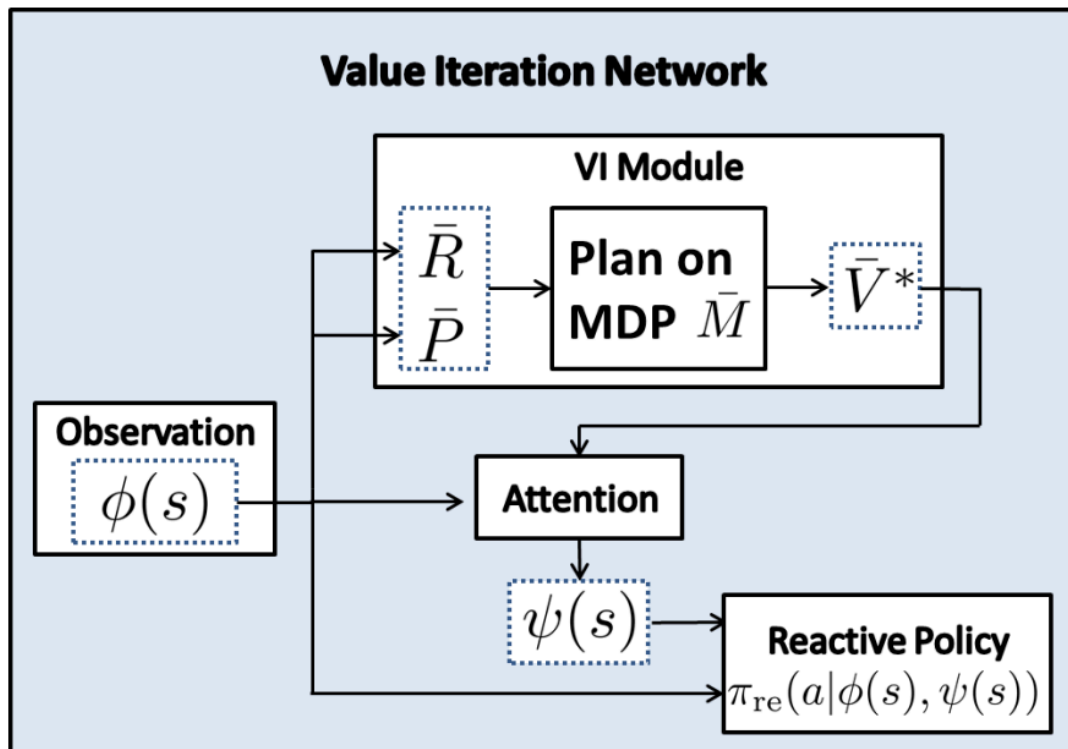 Value Iteration Network
VI Module
R̄
P̄
Plan on
MDP M̄
V̄*
Observation
ϕ(s)
Attention
ψ(s)
Reactive Policy
π_re(a|ϕ(s), ψ(s))